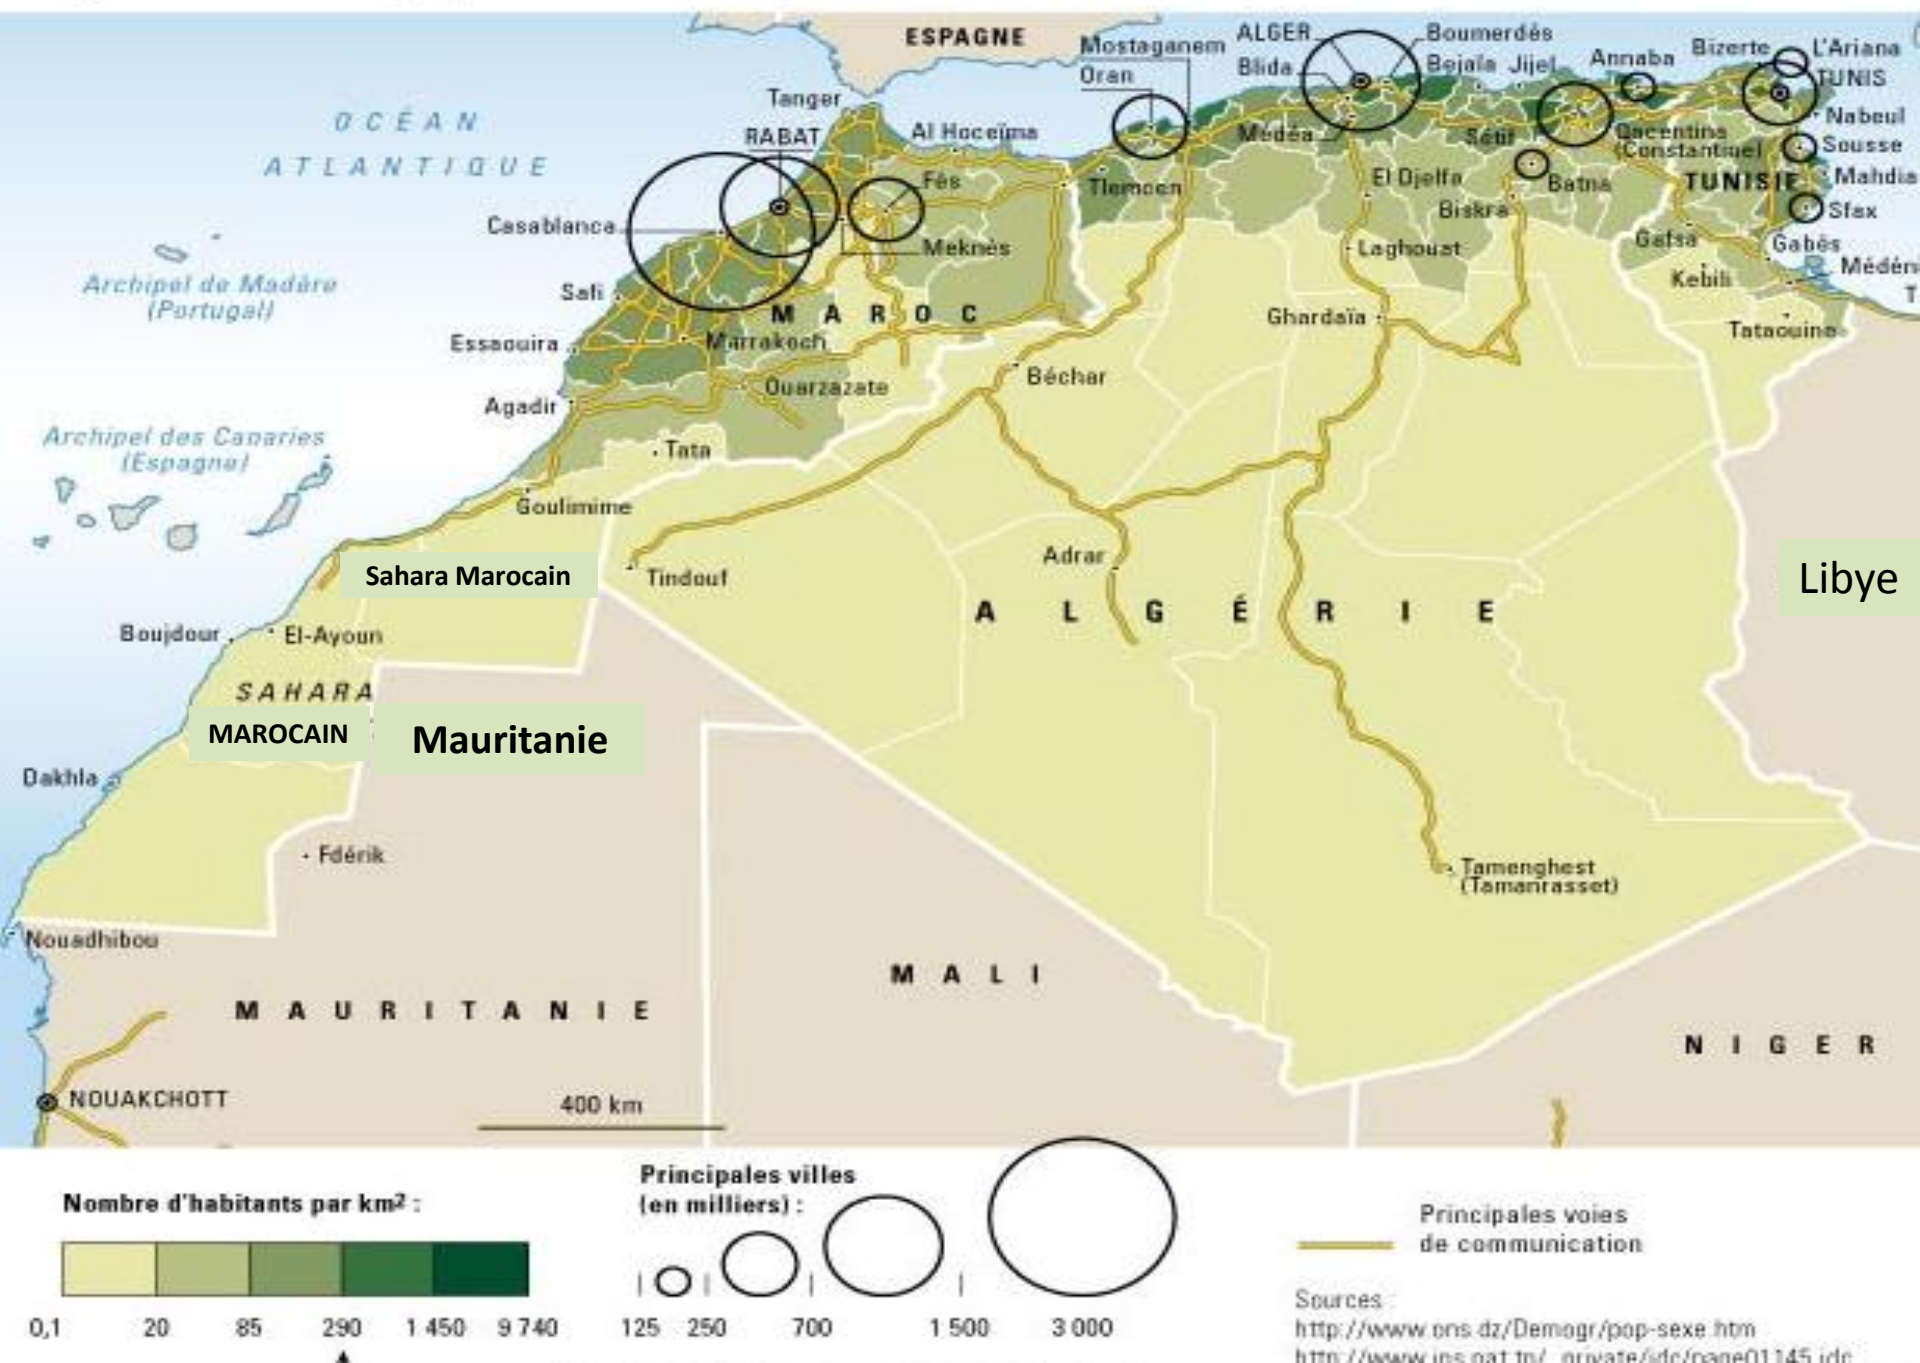 ESPAGNE
Mostaganem
Oran
ALGER
Blida
Boumerdès
Bejaïa Jijel
Annaba
Bizerte
L'Ariana
TUNIS
Nabeul
Sousse
Mahdia
Sfax
OCÉAN
ATLANTIQUE
Tanger
RABAT
Al Hoceïma
Fès
Meknès
Casablanca
Tlemcen
Médéa
Sétif
Qacentina
(Constantine)
Batna
TUNISIE
El Djelfa
Biskra
Laghouat
Gafsa
Gabès
Kebili
Tataouine
Archipel de Madère
(Portugal)
Safi
MAROC
Essaouira
Marrakech
Ghardaïa
Ouarzazate
Béchar
Agadir
Archipel des Canaries
(Espagne)
Tata
Goulimime
Sahara Marocain
Tindouf
Adrar
ALGÉRIE
Libye
Boujdour
El-Ayoun
SAHARA
MAROCAIN
Mauritanie
Dakhla
Fdérik
Tamenghest
(Tamanrasset)
Nouadhibou
MALI
MAURITANIE
NIGER
NOUAKCHOTT
400 km
Nombre d'habitants par km² :
0,1 20 85 290 1 450 9 740
Principales villes
(en milliers) :
125 250 700 1 500 3 000
Principales voies
de communication
Sources :
http://www.ons.dz/Demogr/pop-sexe.htm